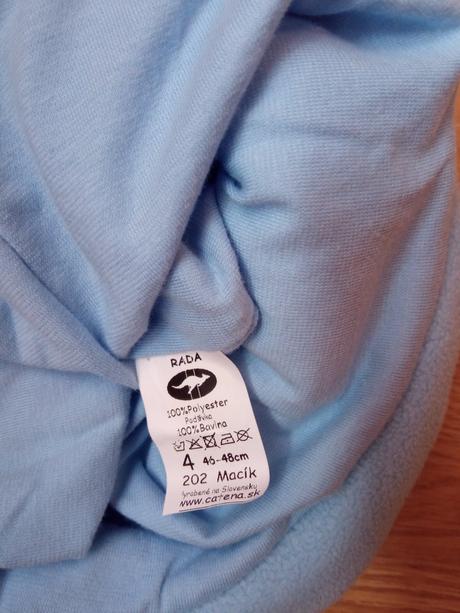 RADA
100%Polyester
Podšívka
100%Bavlna
4 46-48cm
202 Macík
Vyrobené na Slovensku
www.catena.sk